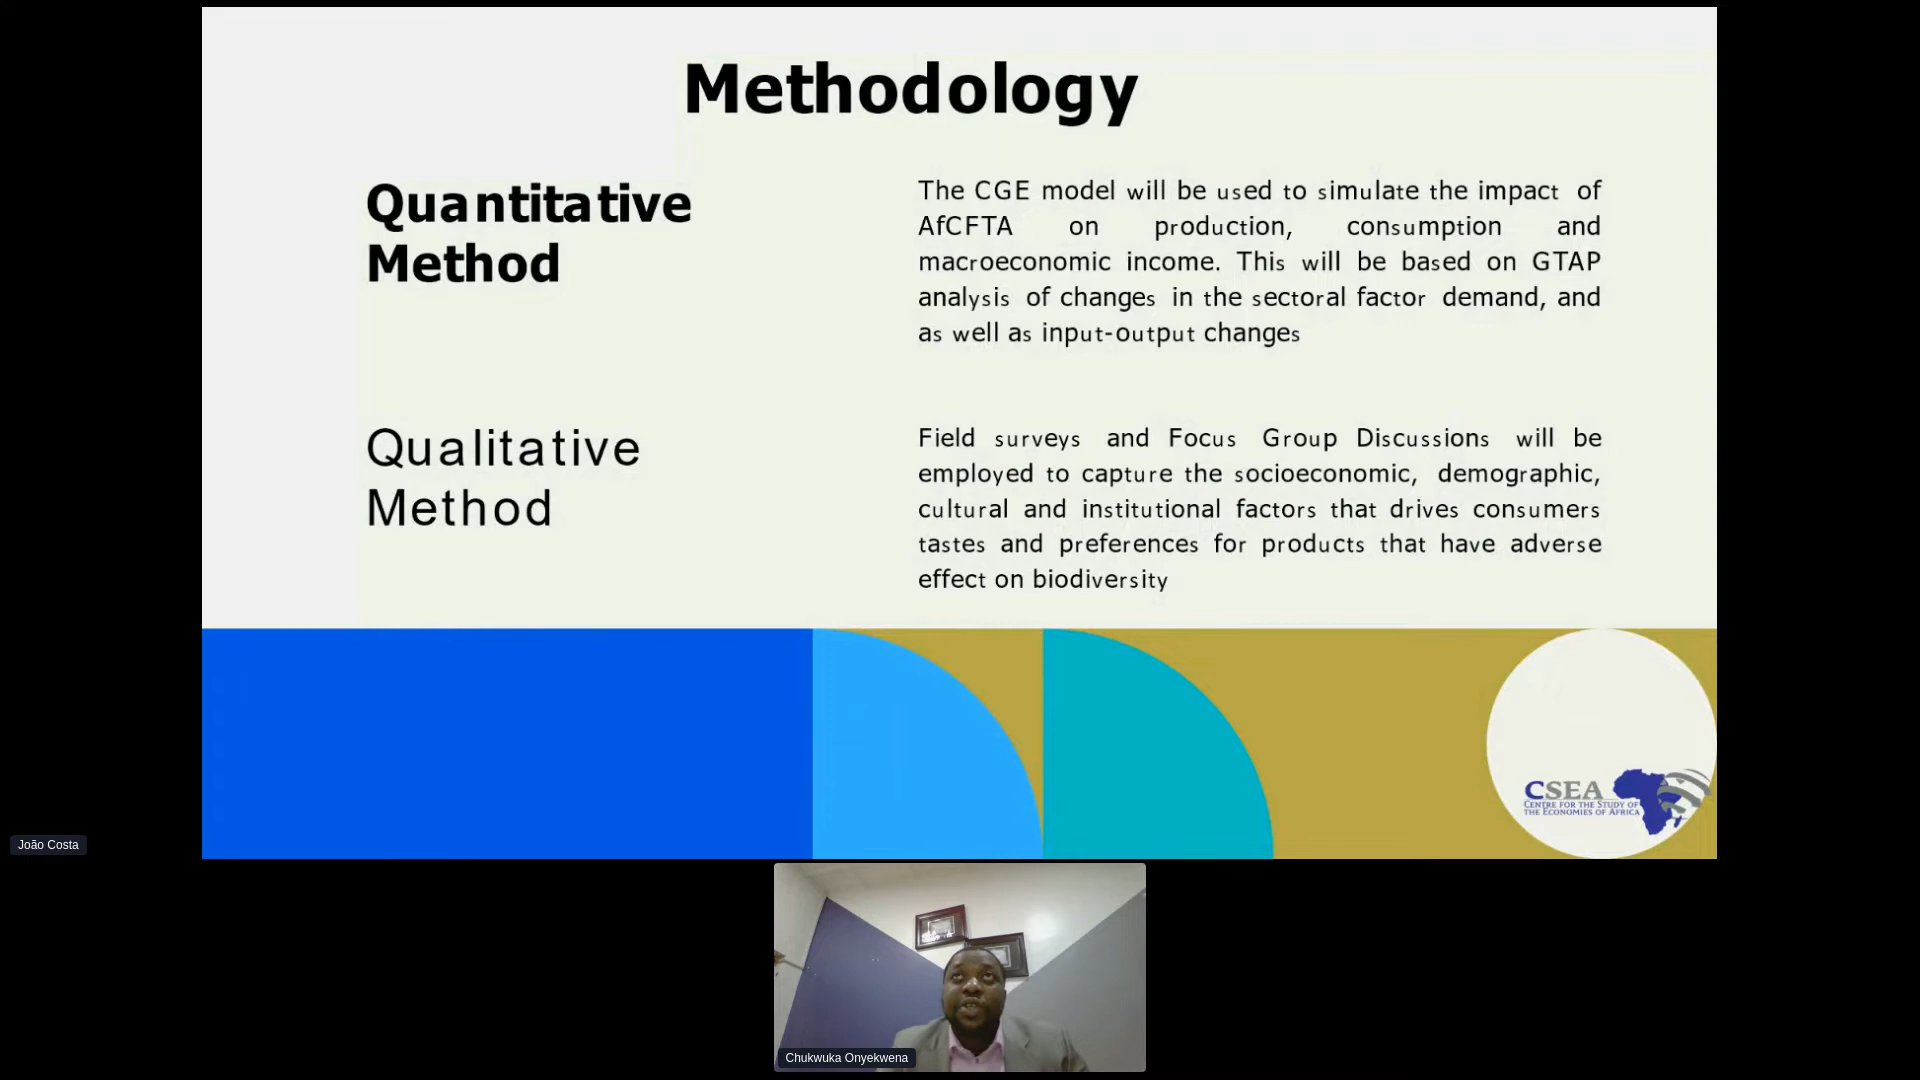 Methodology
Quantitative
Method
The CGE model will be used to simulate the impact of
AfCFTA on production, consumption and
macroeconomic income. This will be based on GTAP
analysis of changes in the sectoral factor demand, and
as well as input-output changes
Qualitative
Method
Field surveys and Focus Group Discussions will be
employed to capture the socioeconomic, demographic,
cultural and institutional factors that drives consumers
tastes and preferences for products that have adverse
effect on biodiversity
CSEA
CENTRE FOR THE STUDY OF
THE ECONOMIES OF AFRICA
João Costa
Chukwuka Onyekwena